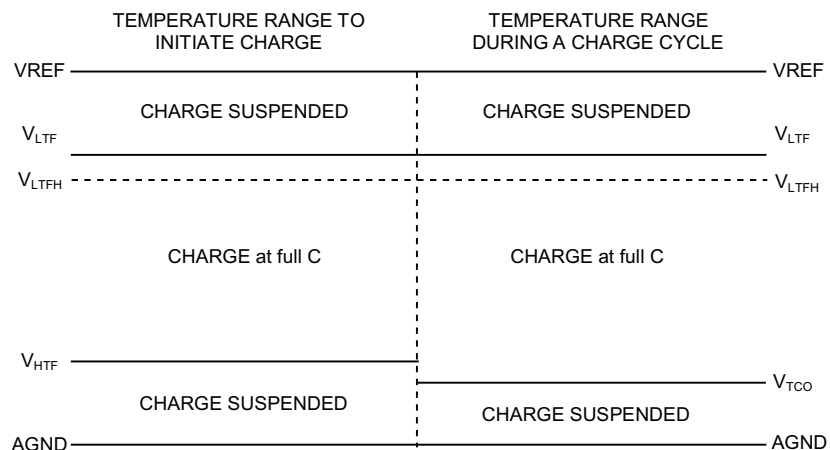 TEMPERATURE RANGE TO
INITIATE CHARGE
TEMPERATURE RANGE
DURING A CHARGE CYCLE
VREF
VREF
CHARGE SUSPENDED
CHARGE SUSPENDED
VLTF
VLTF
VLTFH
VLTFH
CHARGE at full C
CHARGE at full C
VHTF
VTCO
CHARGE SUSPENDED
CHARGE SUSPENDED
AGND
AGND